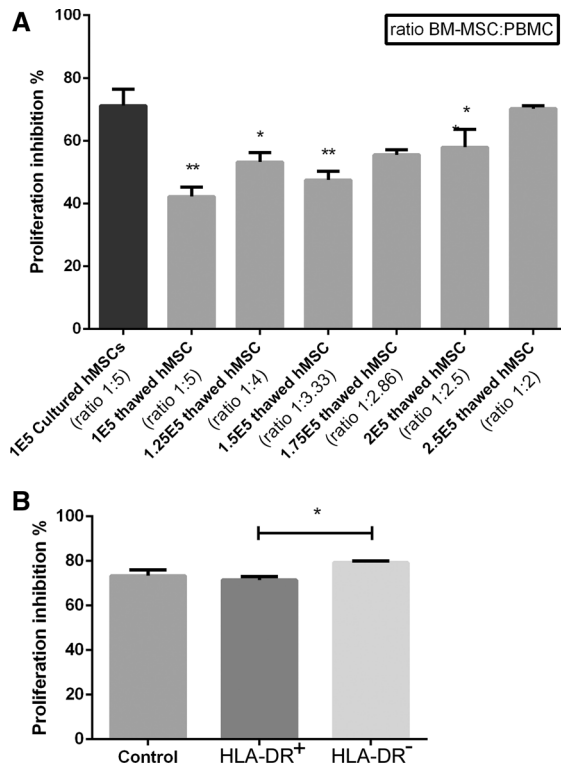 A
ratio BM-MSC:PBMC
Proliferation inhibition %
100
80
60
40
20
0
**
*
**
*
*
1E5 Cultured hMSCs
(ratio 1:5)
1E5 thawed hMSC
(ratio 1:5)
1.25E5 thawed hMSC
(ratio 1:4)
1.5E5 thawed hMSC
(ratio 1:3.33)
1.75E5 thawed hMSC
(ratio 1:2.86)
2E5 thawed hMSC
(ratio 1:2.5)
2.5E5 thawed hMSC
(ratio 1:2)
B
Proliferation inhibition %
100
80
60
40
20
0
*
Control
HLA-DR+
HLA-DR-